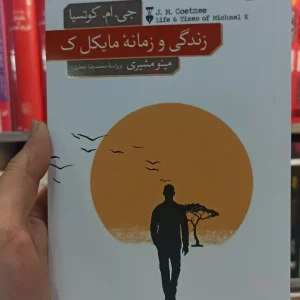 جی. ام. کوتسیا
J. M. Coetzee
Life & Times of Michael K
زندگی و زمانهٔ مایکل ک
مینو مشیری